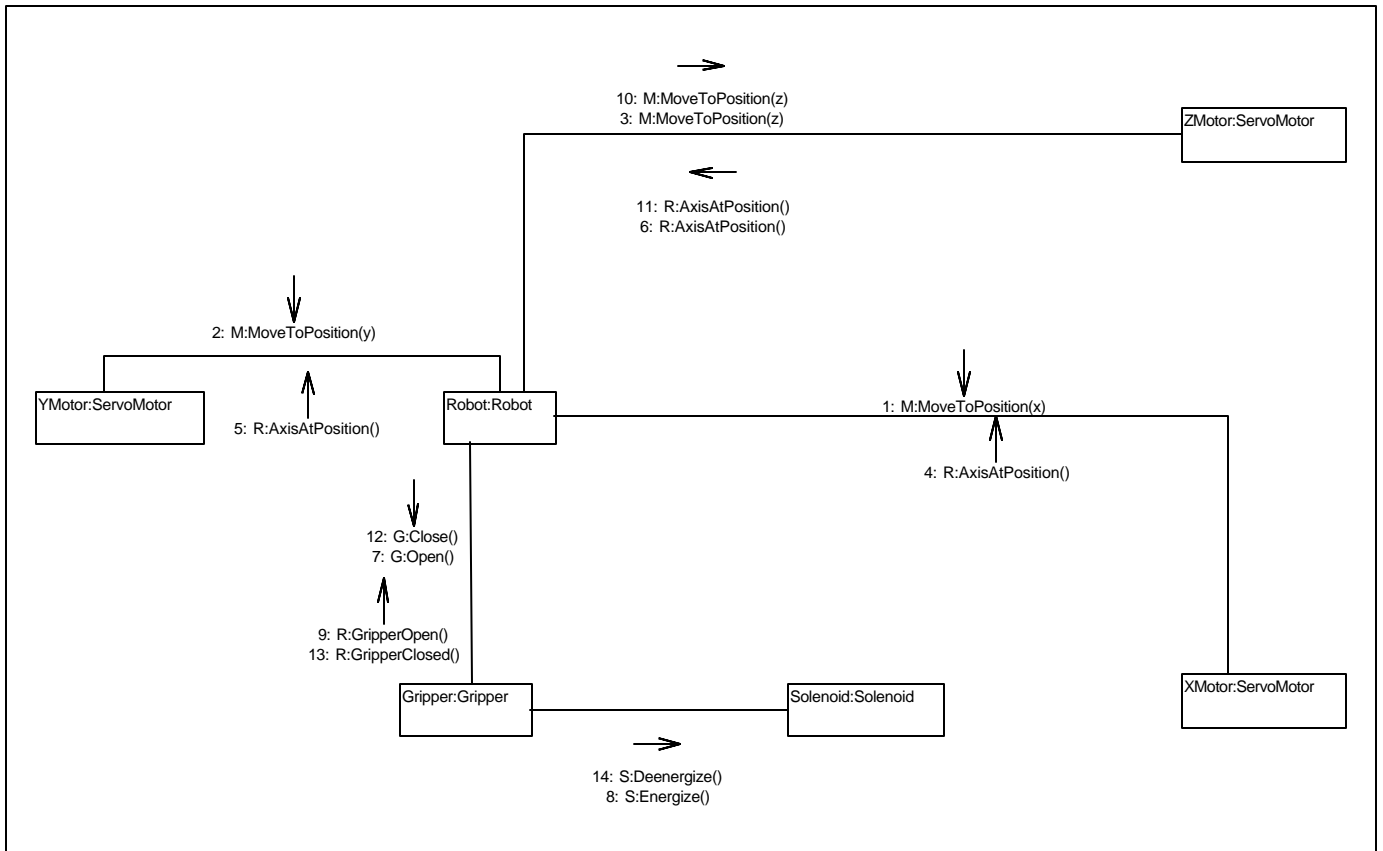 10: M:MoveToPosition(z)
3: M:MoveToPosition(z)
ZMotor:ServoMotor
11: R:AxisAtPosition()
6: R:AxisAtPosition()
2: M:MoveToPosition(y)
YMotor:ServoMotor
Robot:Robot
1: M:MoveToPosition(x)
5: R:AxisAtPosition()
4: R:AxisAtPosition()
12: G:Close()
7: G:Open()
9: R:GripperOpen()
13: R:GripperClosed()
Gripper:Gripper
Solenoid:Solenoid
XMotor:ServoMotor
14: S:Deenergize()
8: S:Energize()